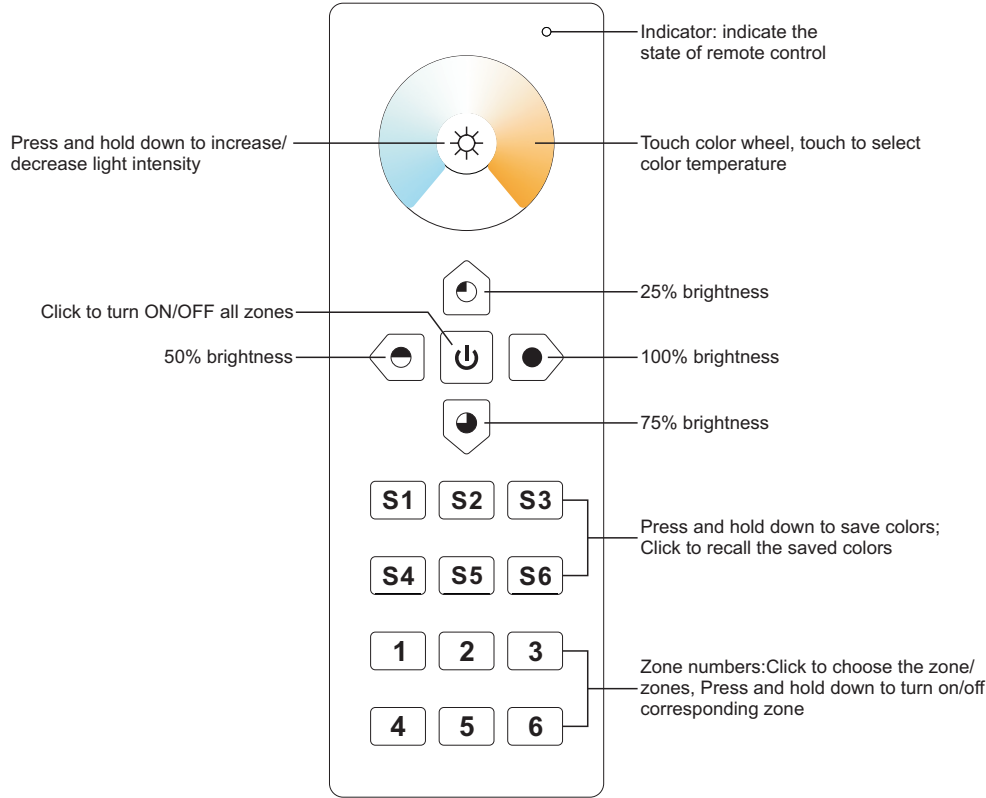 Indicator: indicate the
state of remote control
Press and hold down to increase/
decrease light intensity
Touch color wheel, touch to select
color temperature
25% brightness
Click to turn ON/OFF all zones
50% brightness
100% brightness
75% brightness
S1 S2 S3
Press and hold down to save colors;
Click to recall the saved colors
S4 S5 S6
1 2 3
Zone numbers:Click to choose the zone/
zones, Press and hold down to turn on/off
corresponding zone
4 5 6